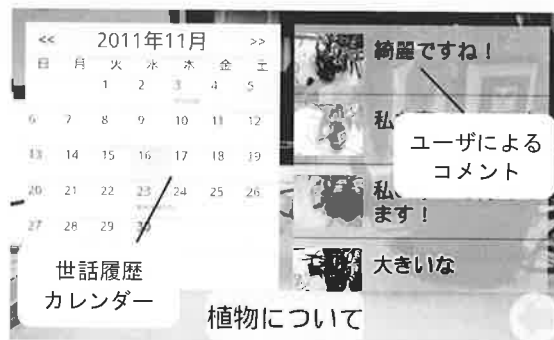 << 2011年11月 >>
日 月 火 水 木 金 土
1 2 3 4 5
6 7 8 9 10 11 12
13 14 15 16 17 18 19
20 21 22 23 24 25 26
27 28 29 30
世話履歴
カレンダー
綺麗ですね！
私
ユーザによる
コメント
私
ます！
大きいな
植物について